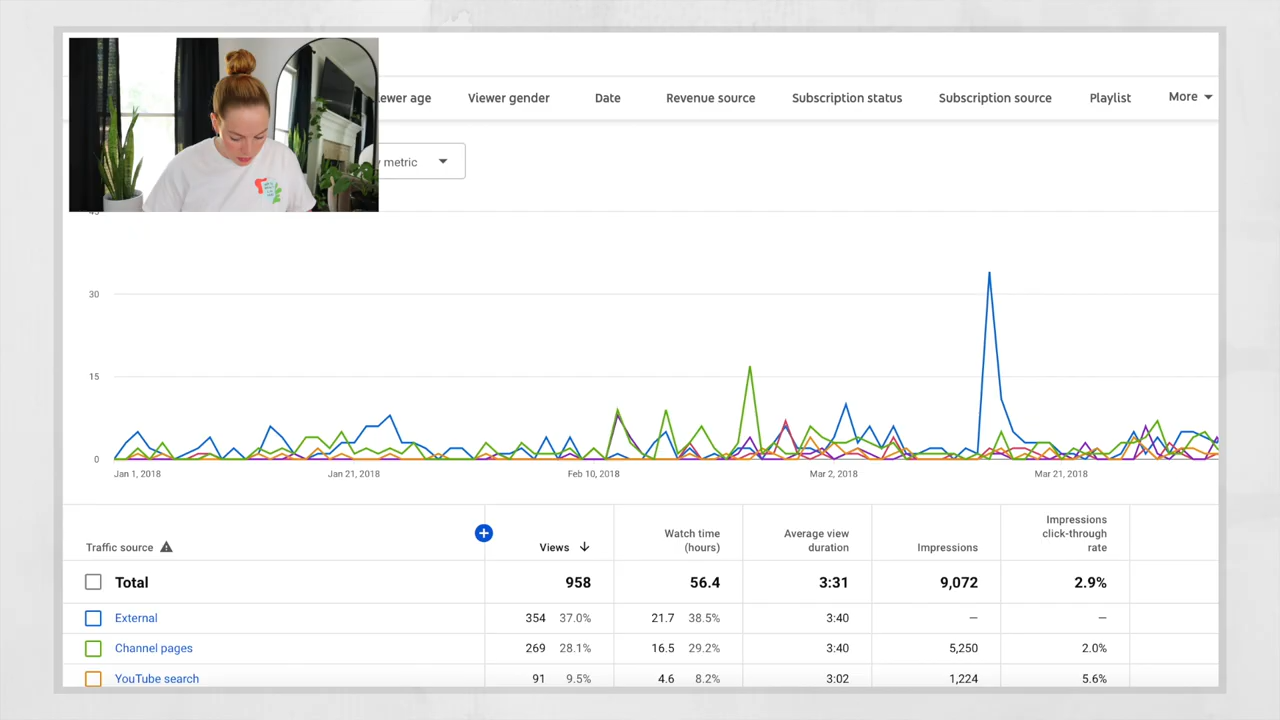 ewer age Viewer gender Date Revenue source Subscription status Subscription source Playlist More
metric
45
30
15
0
Jan 1, 2018 Jan 21, 2018 Feb 10, 2018 Mar 2, 2018 Mar 21, 2018
Traffic source Views Watch time (hours) Average view duration Impressions Impressions click-through rate
Total 958 56.4 3:31 9,072 2.9%
External 354 37.0% 21.7 38.5% 3:40 — —
Channel pages 269 28.1% 16.5 29.2% 3:40 5,250 2.0%
YouTube search 91 9.5% 4.6 8.2% 3:02 1,224 5.6%